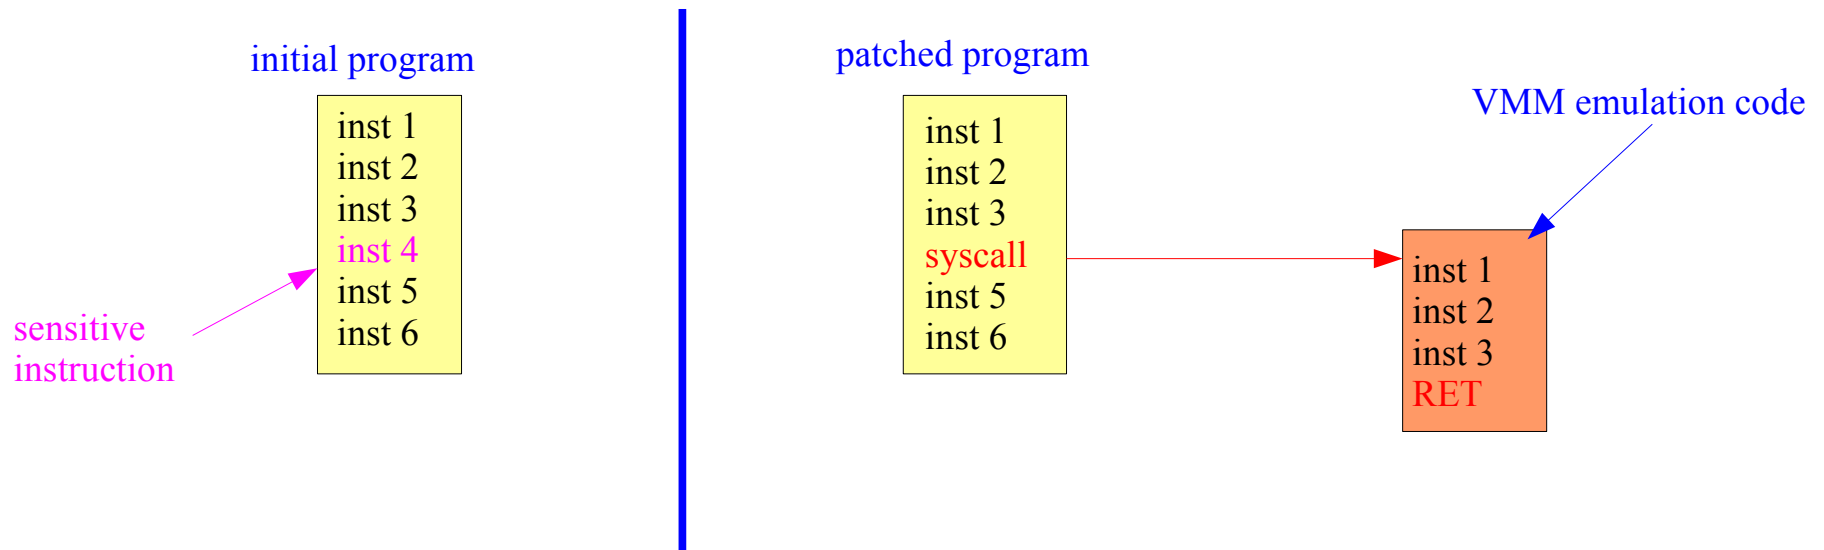 initial program
inst 1
inst 2
inst 3
inst 4
inst 5
inst 6
sensitive
instruction
patched program
inst 1
inst 2
inst 3
syscall
inst 5
inst 6
VMM emulation code
inst 1
inst 2
inst 3
RET